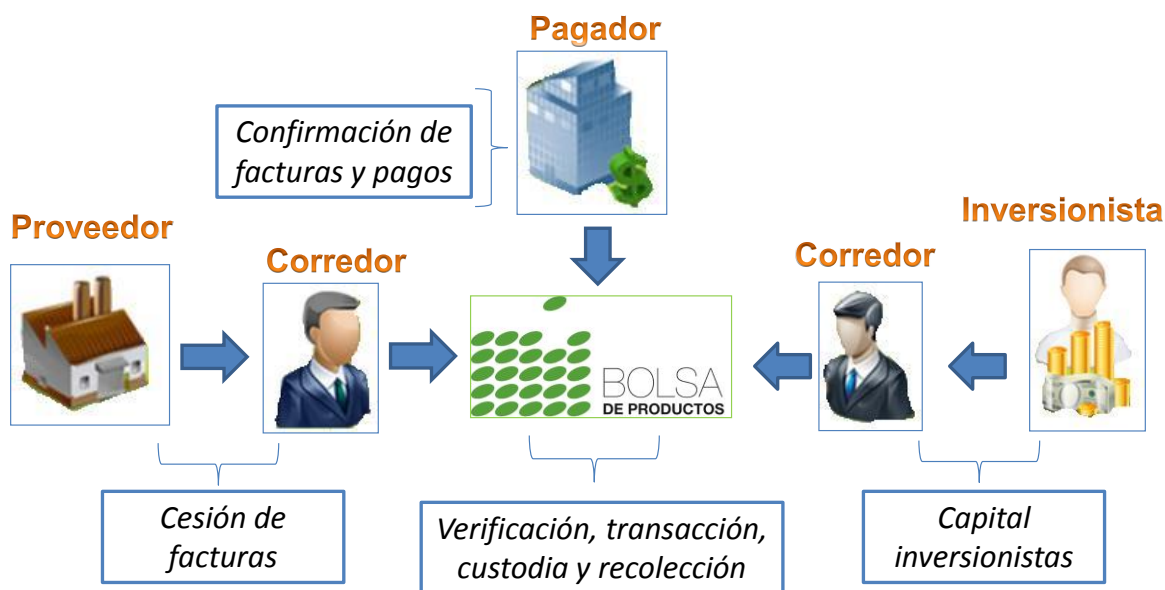 Pagador
Confirmación de
facturas y pagos
Proveedor
Corredor
Corredor
Inversionista
BOLSA
DE PRODUCTOS
Cesión de
facturas
Verificación, transacción,
custodia y recolección
Capital
inversionistas